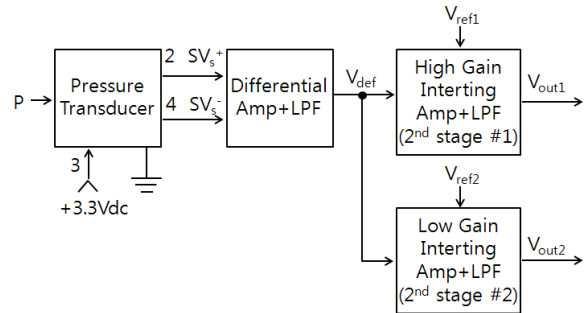 P
Pressure
Transducer
3
+3.3Vdc
2 SVs+
4 SVs-
Differential
Amp+LPF
Vdef
Vref1
High Gain
Interting
Amp+LPF
(2nd stage #1)
Vout1
Vref2
Low Gain
Interting
Amp+LPF
(2nd stage #2)
Vout2